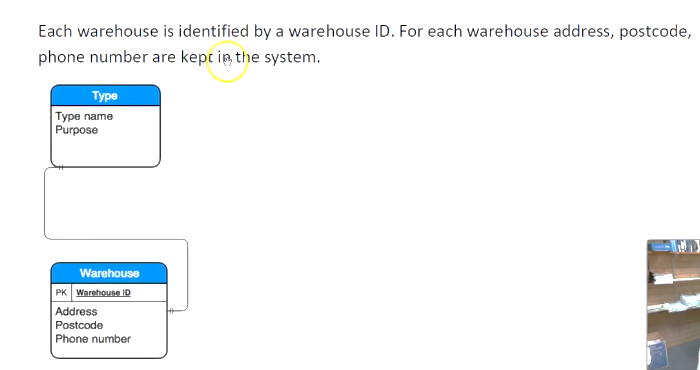 Each warehouse is identified by a warehouse ID. For each warehouse address, postcode,
phone number are kept in the system.
Type
Type name
Purpose
Warehouse
PK Warehouse ID
Address
Postcode
Phone number